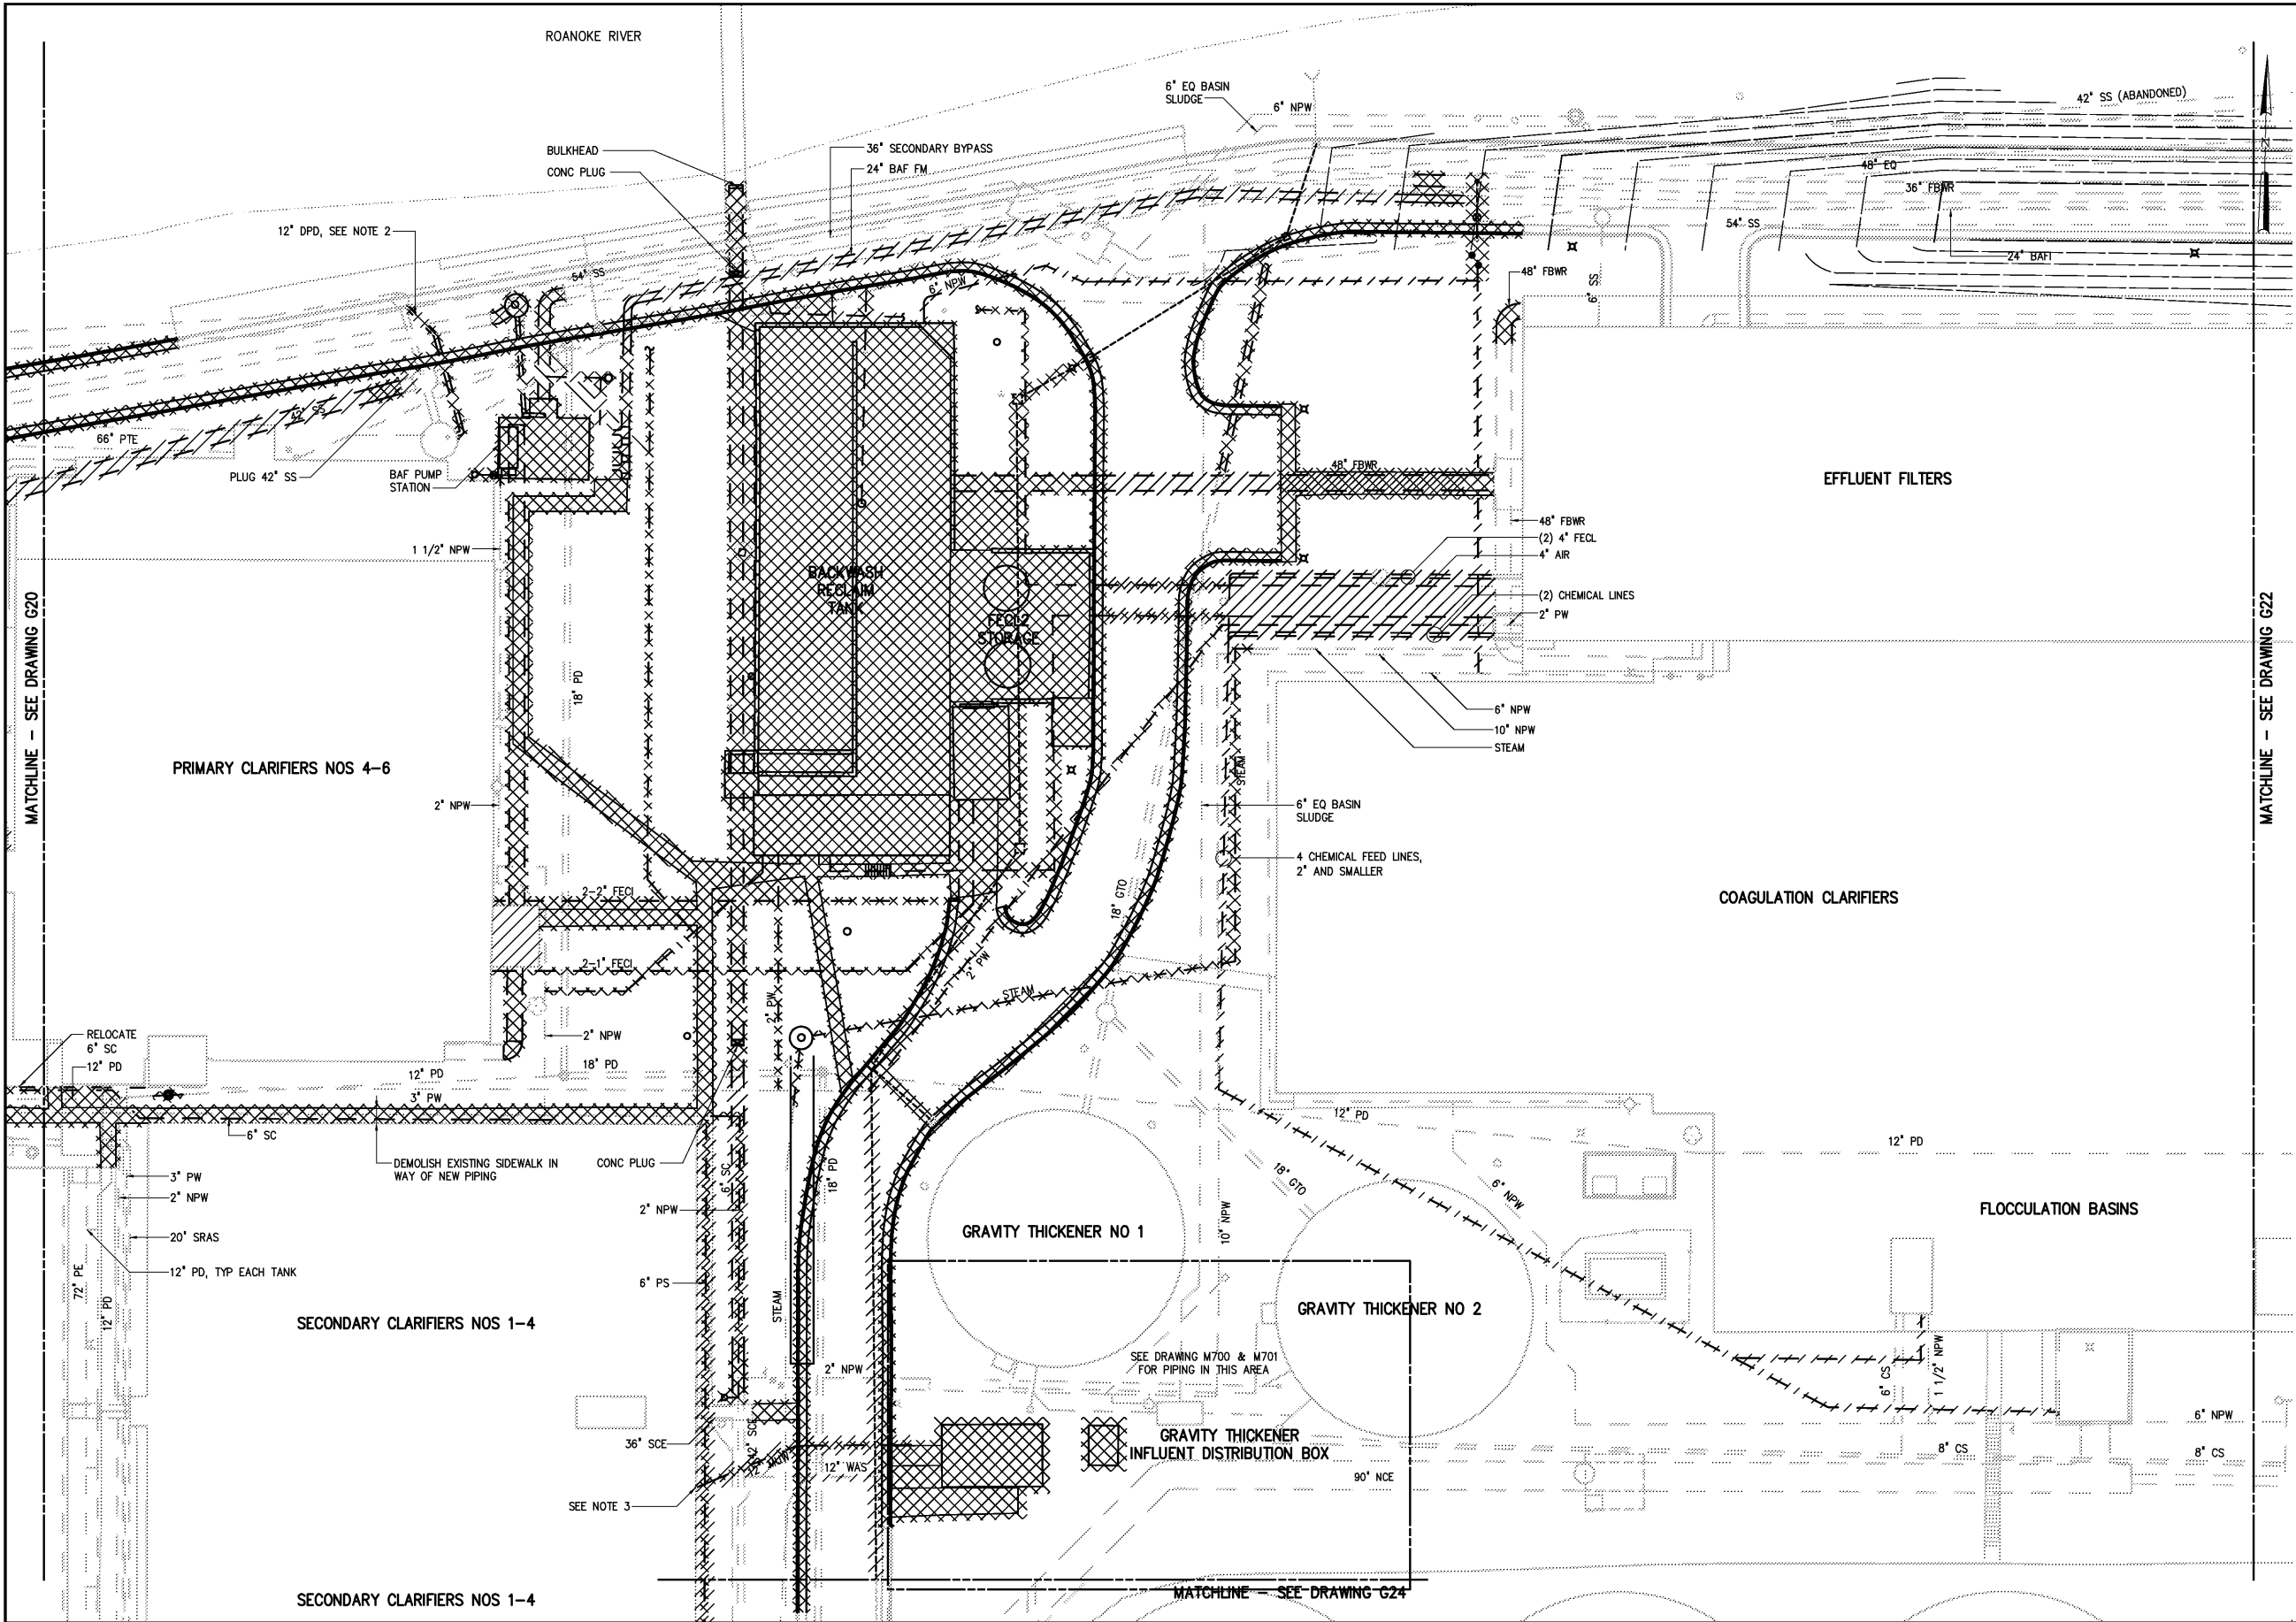 ROANOKE RIVER
6" EQ BASIN
SLUDGE
6" NPW
42" SS (ABANDONED)
BULKHEAD
CONC PLUG
36" SECONDARY BYPASS
24" BAF FM
48" EQ
36" FBWR
N
12" DPD, SEE NOTE 2
54" SS
54" SS
24" BAFI
6" NPW
48" FBWR
6" SS
42" SS
66" PTE
PLUG 42" SS
BAF PUMP
STATION
48" FBWR
EFFLUENT FILTERS
48" FBWR
(2) 4" FECL
4" AIR
1 1/2" NPW
BACKWASH
RECLAIM
TANK
FECL2
STORAGE
(2) CHEMICAL LINES
2" PW
MATCHLINE - SEE DRAWING G20
MATCHLINE - SEE DRAWING G22
18" PD
6" NPW
10" NPW
STEAM
STEAM
PRIMARY CLARIFIERS NOS 4-6
2" NPW
6" EQ BASIN
SLUDGE
4 CHEMICAL FEED LINES,
2" AND SMALLER
2-2" FECl
18" GTO
COAGULATION CLARIFIERS
2-1" FECl
2" PW
2" PW
STEAM
RELOCATE
6" SC
12" PD
2" NPW
18" PD
12" PD
3" PW
6" SC
12" PD
12" PD
DEMOLISH EXISTING SIDEWALK IN
WAY OF NEW PIPING
CONC PLUG
3" PW
2" NPW
6" SC
18" PD
18" GTO
6" NPW
2" NPW
20" SRAS
10" NPW
GRAVITY THICKENER NO 1
FLOCCULATION BASINS
12" PD, TYP EACH TANK
72" PE
12" PD
6" PS
STEAM
GRAVITY THICKENER NO 2
SECONDARY CLARIFIERS NOS 1-4
SEE DRAWING M700 & M701
FOR PIPING IN THIS AREA
2" NPW
6" CS
1 1/2" NPW
6" NPW
36" SCE
42" SCE
2" NPW
12" WAS
GRAVITY THICKENER
INFLUENT DISTRIBUTION BOX
8" CS
8" CS
90" NCE
SEE NOTE 3
SECONDARY CLARIFIERS NOS 1-4
MATCHLINE - SEE DRAWING G24